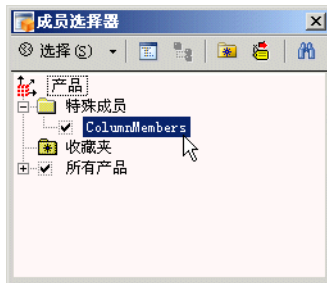 成员选择器
选择(S)
产品
特殊成员
ColumnMembers
收藏夹
所有产品